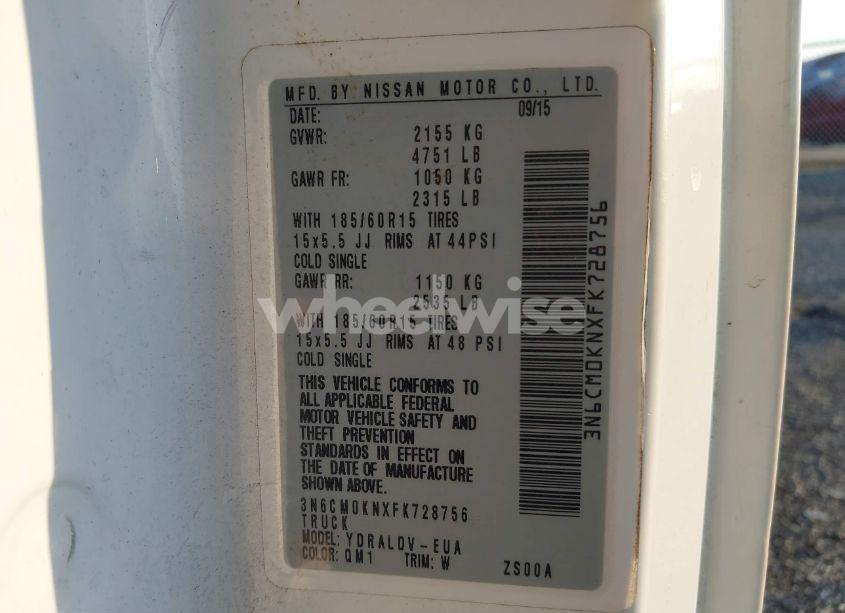 MFD. BY NISSAN MOTOR CO., LTD.
DATE: 09/15
GVWR: 2155 KG
4751 LB
GAWR FR: 1050 KG
2315 LB
WITH 185/60R15 TIRES
15x5.5 JJ RIMS AT 44PSI
COLD SINGLE
GAWR RR: 1150 KG
2535 LB
WITH 185/60R15 TIRES
15x5.5 JJ RIMS AT 48 PSI
COLD SINGLE
THIS VEHICLE CONFORMS TO
ALL APPLICABLE FEDERAL
MOTOR VEHICLE SAFETY AND
THEFT PREVENTION
STANDARDS IN EFFECT ON
THE DATE OF MANUFACTURE
SHOWN ABOVE.
3N6CM0KNXFK728756
TRUCK
MODEL: YDRALDV-EUA
COLOR: QM1 TRIM: W ZS00A
3N6CM0KNXFK728756
wheelwise